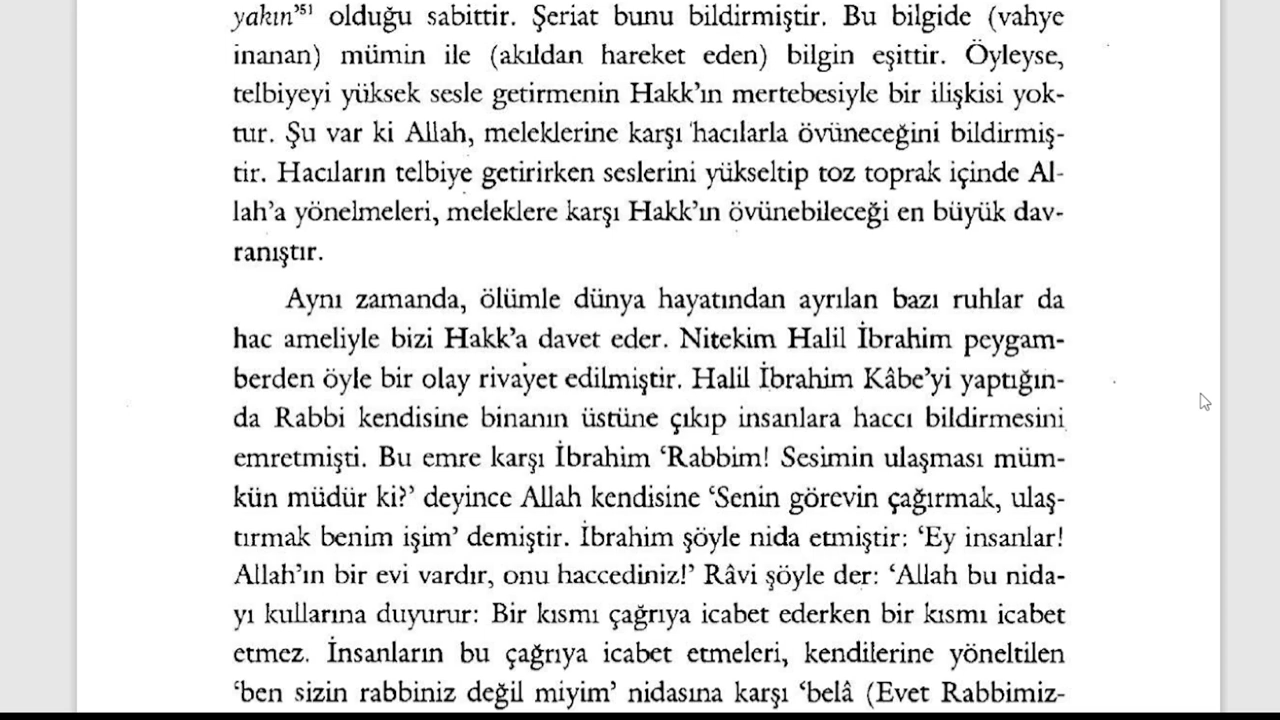 yakın’⁵¹ olduğu sabittir. Şeriat bunu bildirmiştir. Bu bilgide (vahye
inanan) mümin ile (akıldan hareket eden) bilgin eşittir. Öyleyse,
telbiyeyi yüksek sesle getirmenin Hakk’ın mertebesiyle bir ilişkisi yok-
tur. Şu var ki Allah, meleklerine karşı hacılarla övüneceğini bildirmiş-
tir. Hacıların telbiye getirirken seslerini yükseltip toz toprak içinde Al-
lah’a yönelmeleri, meleklere karşı Hakk’ın övünebileceği en büyük dav-
ranıştır.
Aynı zamanda, ölümle dünya hayatından ayrılan bazı ruhlar da
hac ameliyle bizi Hakk’a davet eder. Nitekim Halil İbrahim peygam-
berden öyle bir olay rivayet edilmiştir. Halil İbrahim Kâbe’yi yaptığın-
da Rabbi kendisine binanın üstüne çıkıp insanlara haccı bildirmesini
emretmişti. Bu emre karşı İbrahim ‘Rabbim! Sesimin ulaşması müm-
kün müdür ki?’ deyince Allah kendisine ‘Senin görevin çağırmak, ulaş-
tırmak benim işim’ demiştir. İbrahim şöyle nida etmiştir: ‘Ey insanlar!
Allah’ın bir evi vardır, onu haccediniz!’ Râvi şöyle der: ‘Allah bu nida-
yı kullarına duyurur: Bir kısmı çağrıya icabet ederken bir kısmı icabet
etmez. İnsanların bu çağrıya icabet etmeleri, kendilerine yöneltilen
‘ben sizin rabbiniz değil miyim’ nidasına karşı ‘belâ (Evet Rabbimiz-